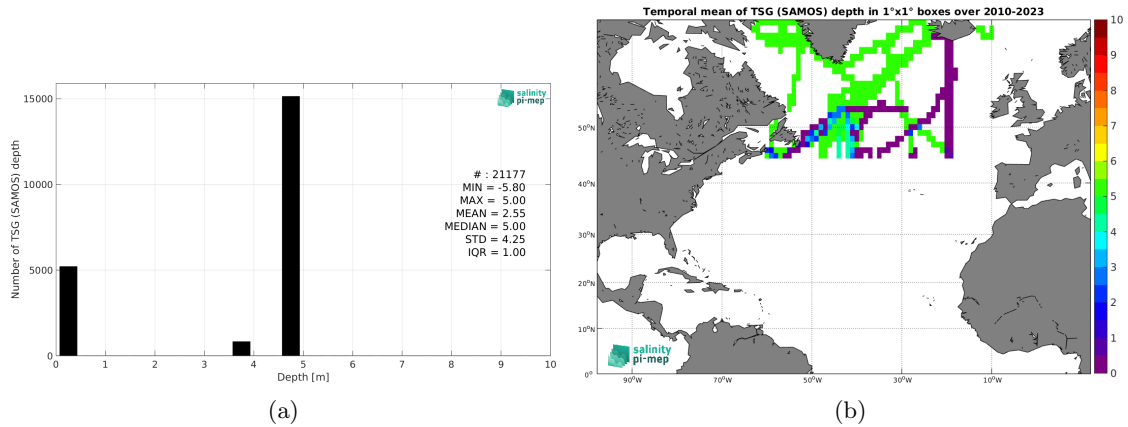 15000
10000
5000
0
Number of TSG (SAMOS) depth
salinity
pi-mep
# : 21177
MIN = -5.80
MAX = 5.00
MEAN = 2.55
MEDIAN = 5.00
STD = 4.25
IQR = 1.00
0 1 2 3 4 5 6 7 8 9 10
Depth [m]
(a)
Temporal mean of TSG (SAMOS) depth in 1°x1° boxes over 2010-2023
50°N
40°N
30°N
20°N
10°N
0°
90°W 70°W 50°W 30°W 10°W
salinity
pi-mep
10
9
8
7
6
5
4
3
2
1
0
(b)